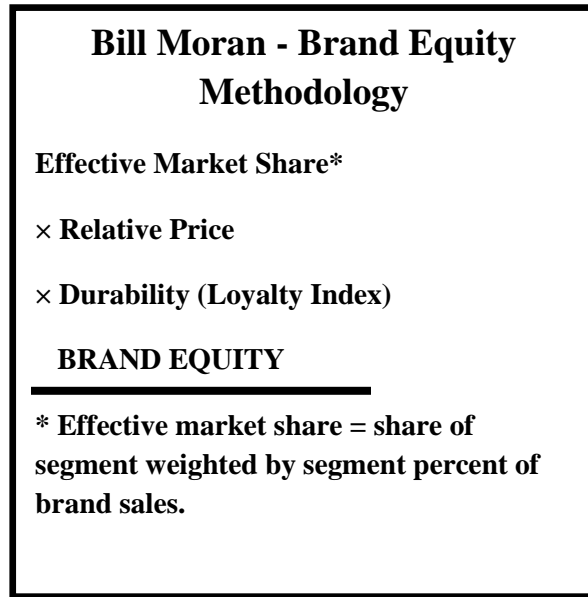 Bill Moran - Brand Equity
Methodology
Effective Market Share*
× Relative Price
× Durability (Loyalty Index)
BRAND EQUITY
* Effective market share = share of
segment weighted by segment percent of
brand sales.